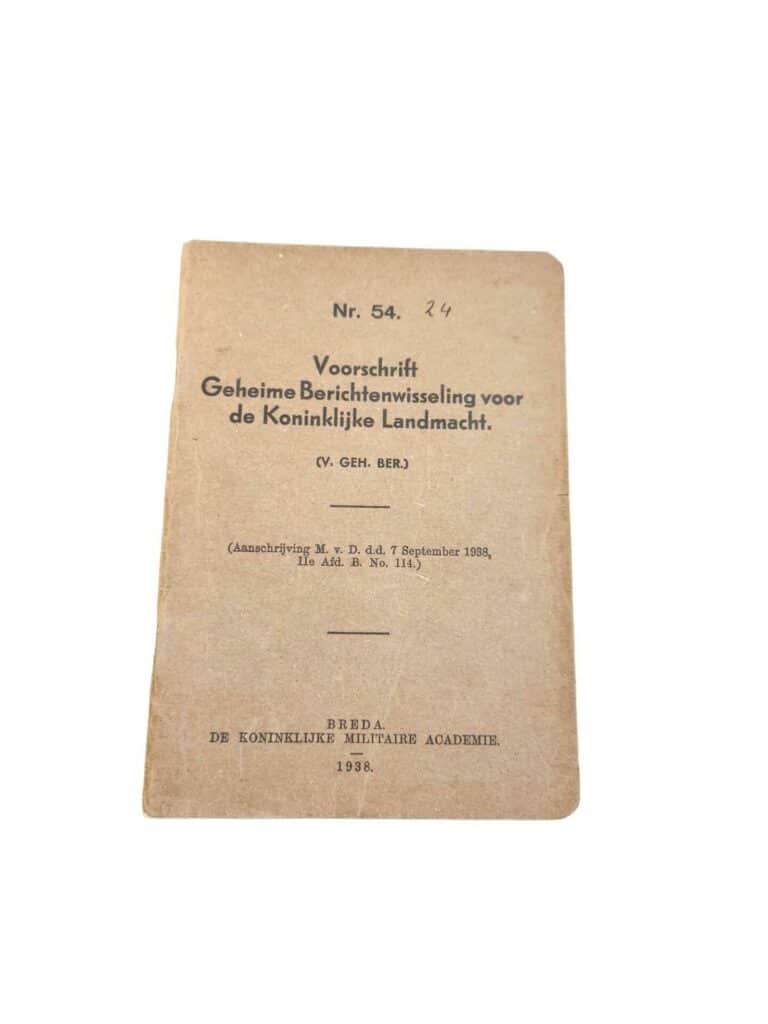 Nr. 54. 24
Voorschrift
Geheime Berichtenwisseling voor
de Koninklijke Landmacht.
(V. GEH. BER.)
(Aanschrijving M. v. D. d.d. 7 September 1938,
IIe Afd. B. No. 114.)
BREDA.
DE KONINKLIJKE MILITAIRE ACADEMIE.
1938.